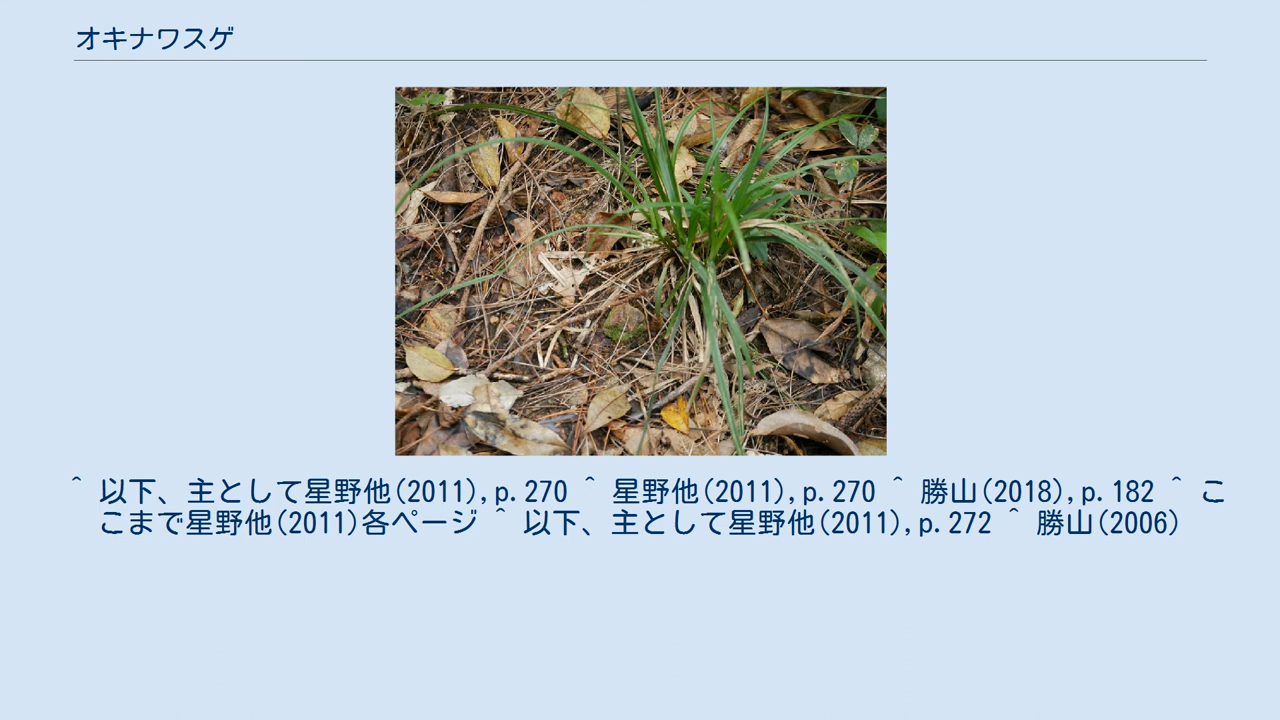 オキナワスゲ
^ 以下、主として星野他(2011),p.270 ^ 星野他(2011),p.270 ^ 勝山(2018),p.182 ^ こ
こまで星野他(2011)各ページ ^ 以下、主として星野他(2011),p.272 ^ 勝山(2006)